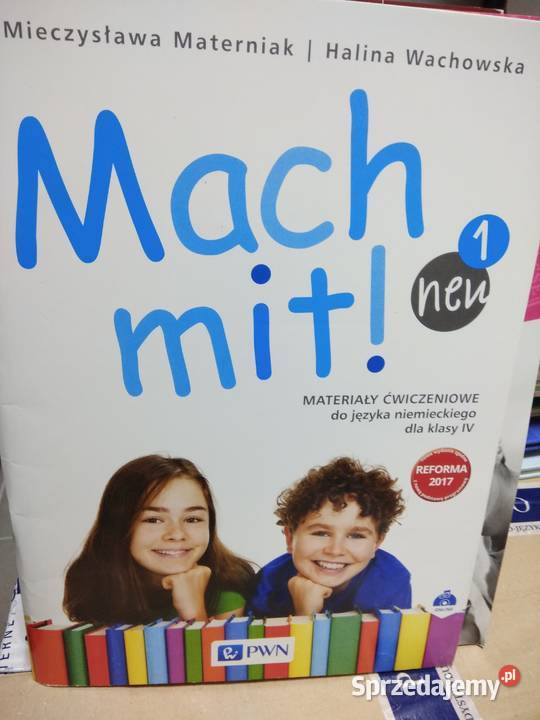 Mieczysława Materniak | Halina Wachowska
Mach
mit!
1
neu
MATERIAŁY ĆWICZENIOWE
do języka niemieckiego
dla klasy IV
REFORMA
2017
PWN
Sprzedajemy.pl